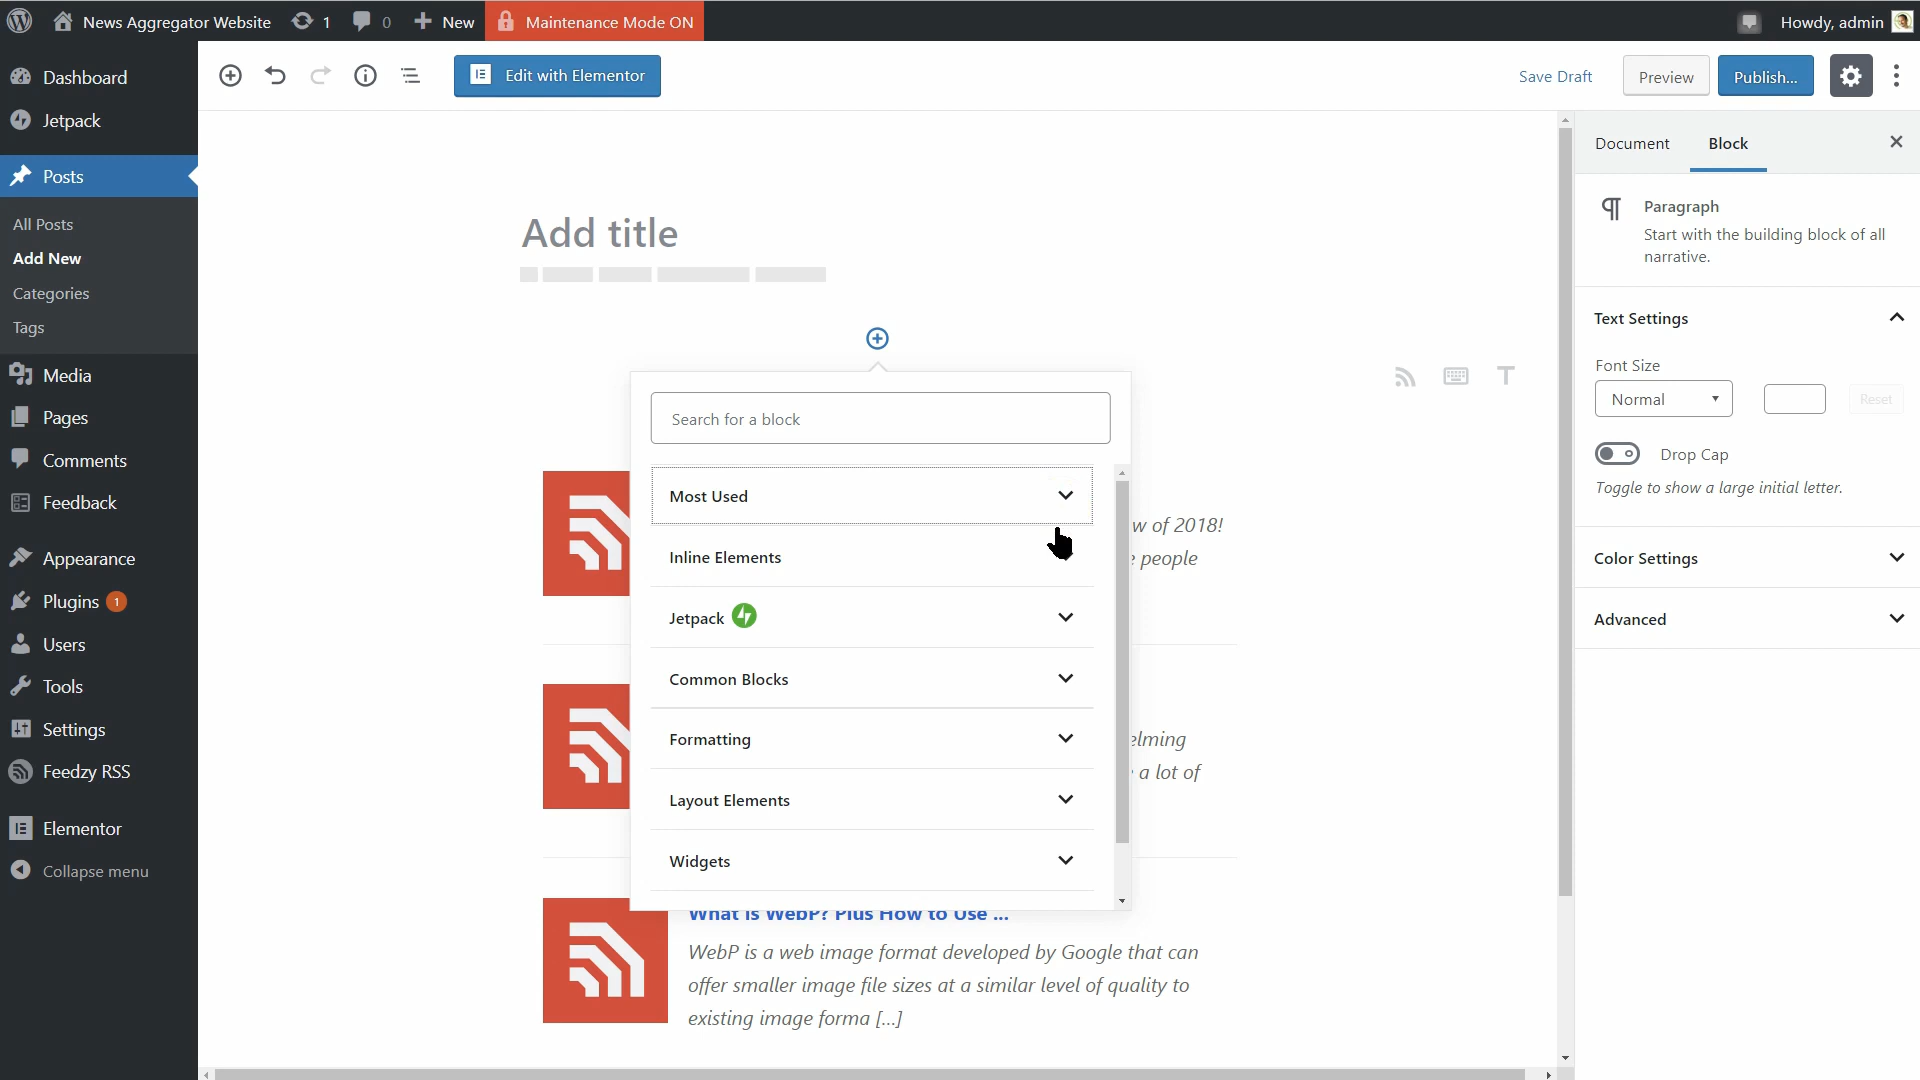 News Aggregator Website 1 0 New Maintenance Mode ON Howdy, admin
Dashboard
Jetpack
Posts
All Posts
Add New
Categories
Tags
Media
Pages
Comments
Feedback
Appearance
Plugins 1
Users
Tools
Settings
Feedzy RSS
Elementor
Collapse menu
Edit with Elementor
Save Draft
Preview
Publish...
Add title
Search for a block
Most Used
Inline Elements
Jetpack
Common Blocks
Formatting
Layout Elements
Widgets
w of 2018!
people
elming
a lot of
What is WebP? Plus How to Use ...
WebP is a web image format developed by Google that can
offer smaller image file sizes at a similar level of quality to
existing image forma [...]
Document Block
Paragraph
Start with the building block of all
narrative.
Text Settings
Font Size
Normal
Reset
Drop Cap
Toggle to show a large initial letter.
Color Settings
Advanced